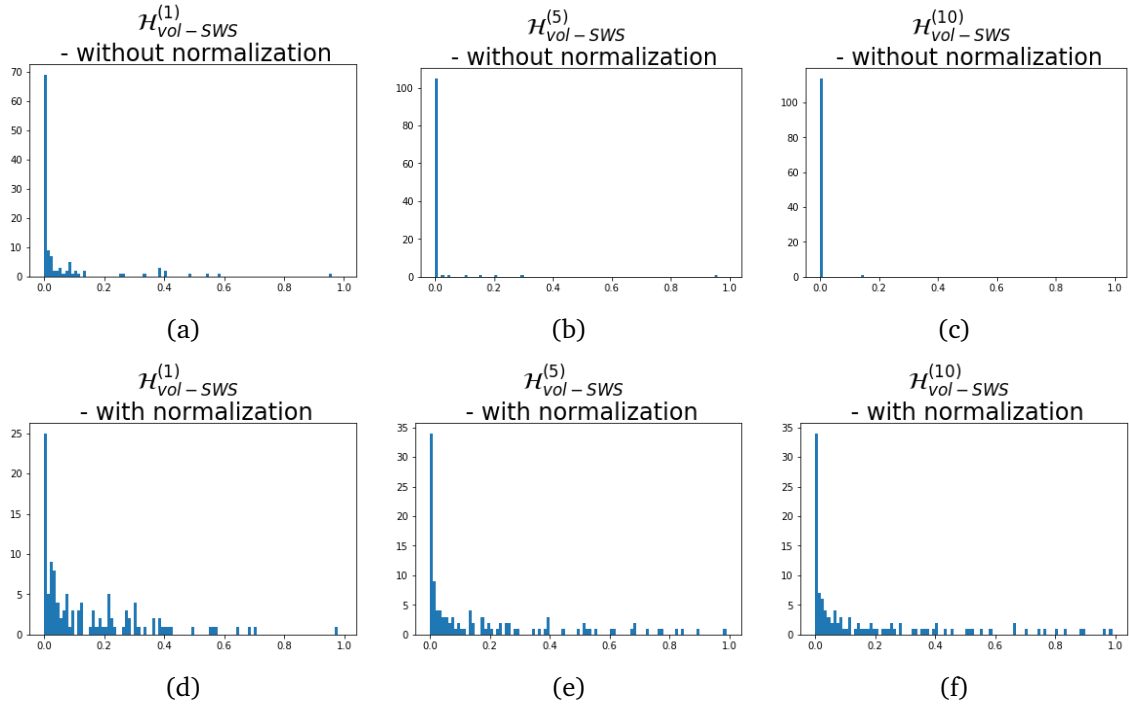 ℋ^{(1)}_{vol−SWS}
- without normalization
70
60
50
40
30
20
10
0
0.0 0.2 0.4 0.6 0.8 1.0
(a)
ℋ^{(5)}_{vol−SWS}
- without normalization
100
80
60
40
20
0
0.0 0.2 0.4 0.6 0.8 1.0
(b)
ℋ^{(10)}_{vol−SWS}
- without normalization
100
80
60
40
20
0
0.0 0.2 0.4 0.6 0.8 1.0
(c)
ℋ^{(1)}_{vol−SWS}
- with normalization
25
20
15
10
5
0
0.0 0.2 0.4 0.6 0.8 1.0
(d)
ℋ^{(5)}_{vol−SWS}
- with normalization
35
30
25
20
15
10
5
0
0.0 0.2 0.4 0.6 0.8 1.0
(e)
ℋ^{(10)}_{vol−SWS}
- with normalization
35
30
25
20
15
10
5
0
0.0 0.2 0.4 0.6 0.8 1.0
(f)